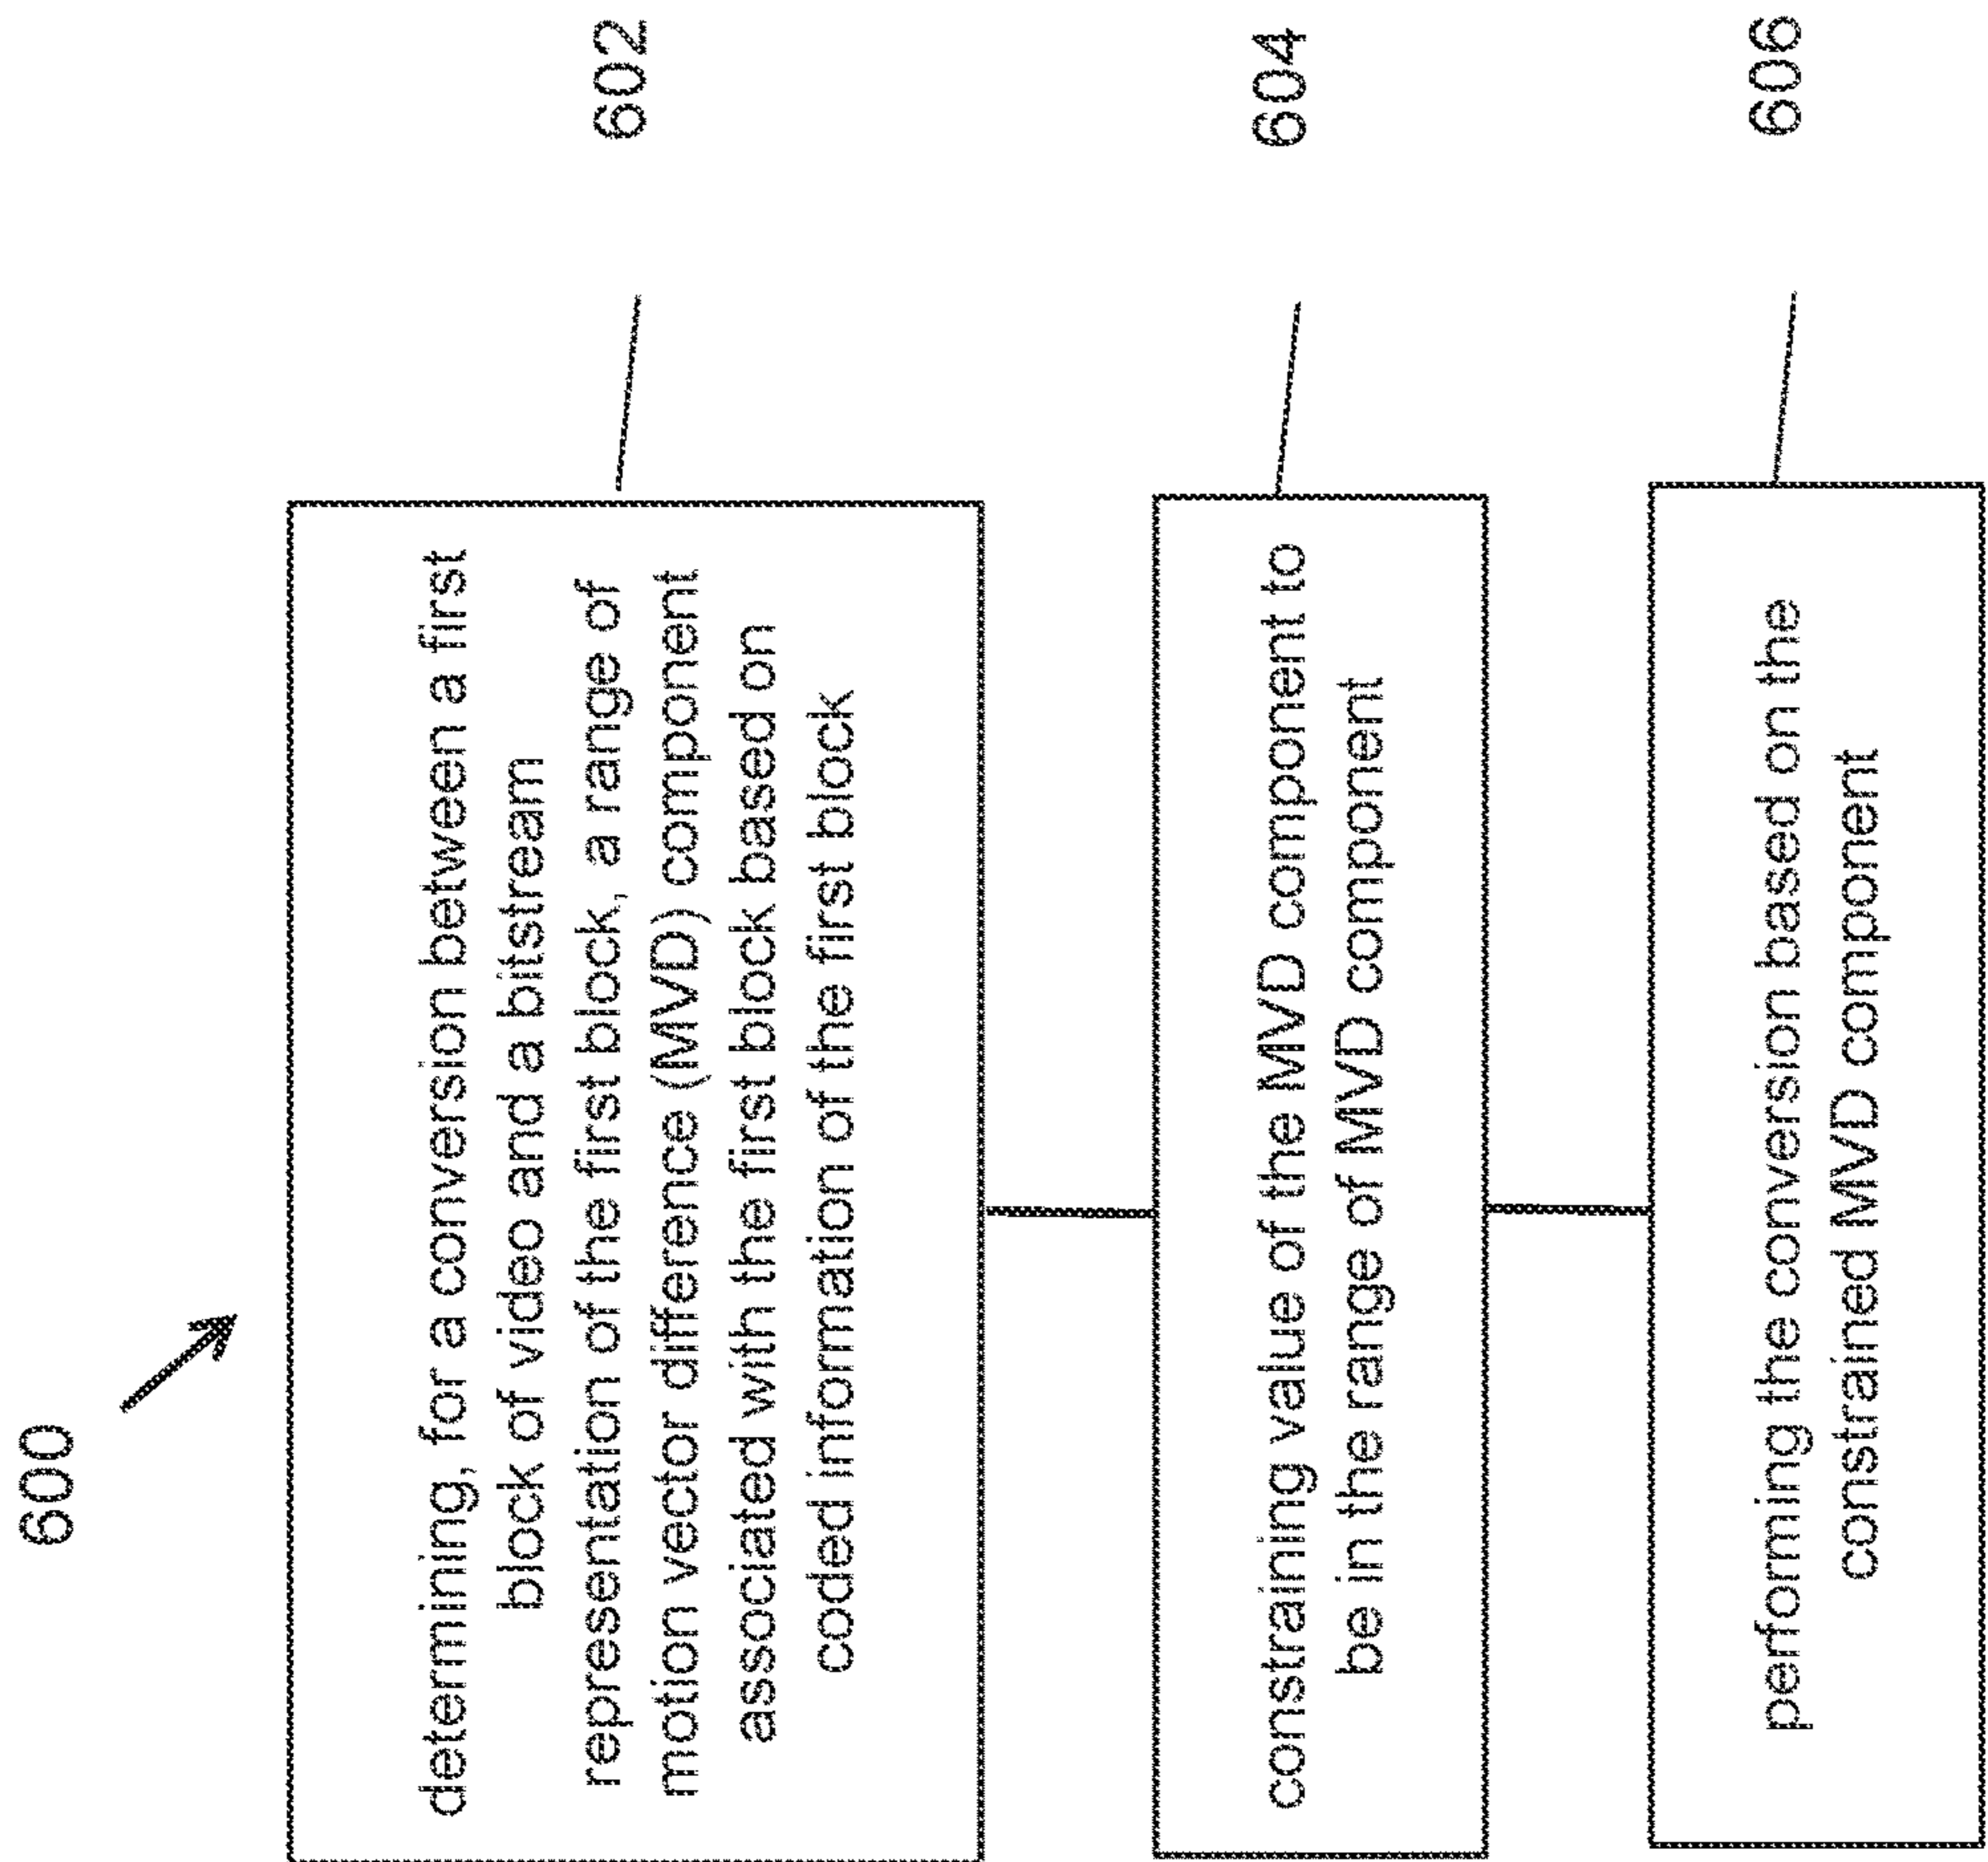 600
determining, for a conversion between a first
block of video and a bitstream
representation of the first block, a range of
motion vector difference (MVD) component
associated with the first block based on
coded information of the first block
602
constraining value of the MVD component to
be in the range of MVD component
604
performing the conversion based on the
constrained MVD component
606